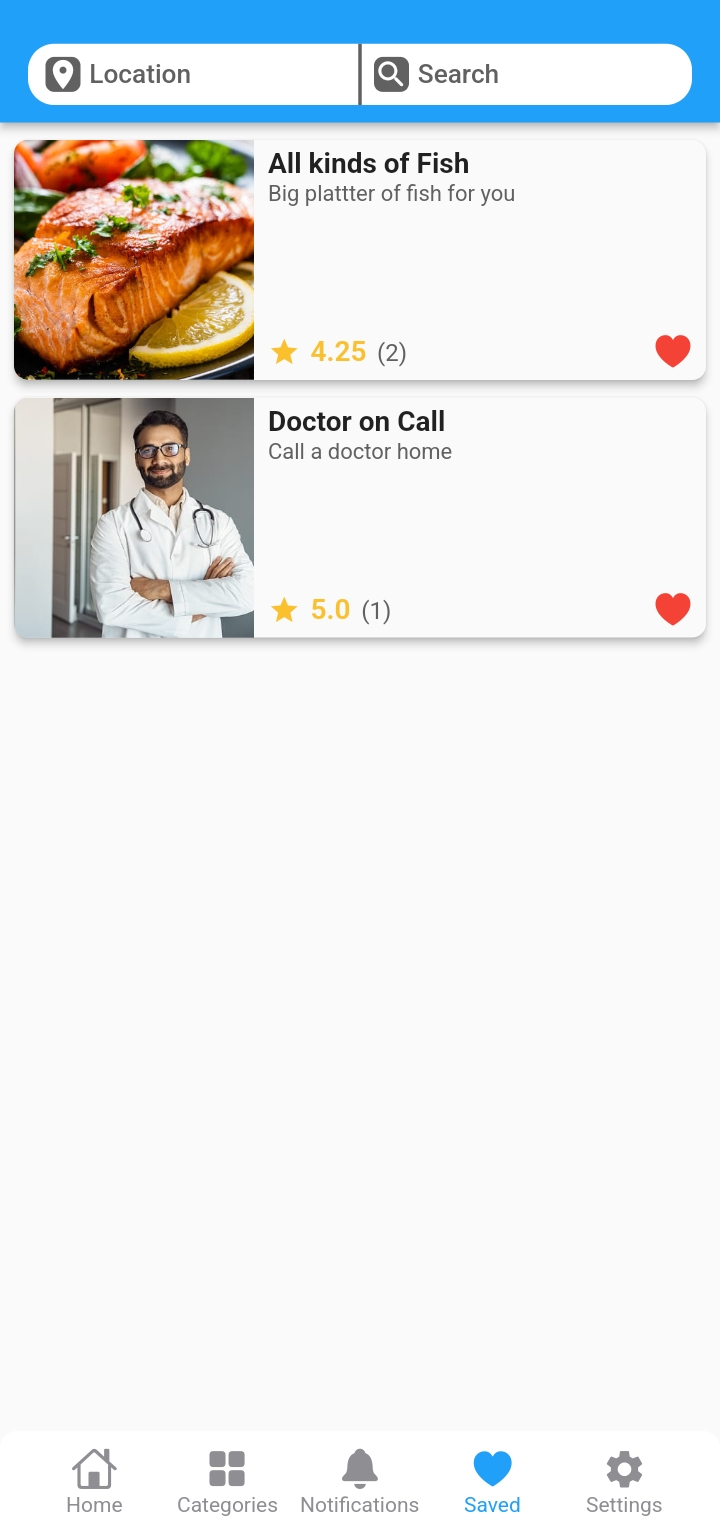 Location
Search
All kinds of Fish
Big plattter of fish for you
4.25 (2)
Doctor on Call
Call a doctor home
5.0 (1)
Home
Categories
Notifications
Saved
Settings